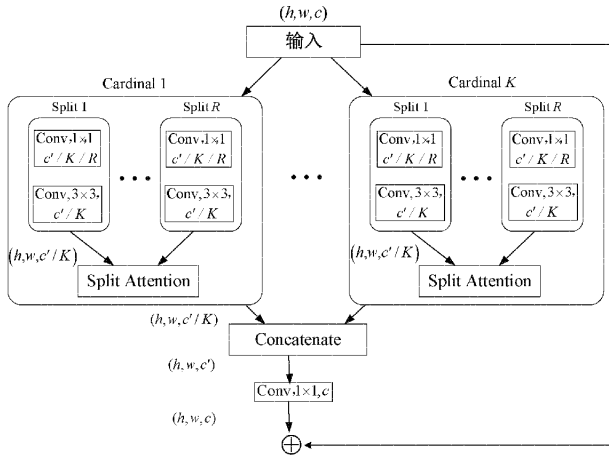 (h,w,c)
输入
Cardinal 1
Cardinal K
Split 1
Split R
Split 1
Split R
Conv,1×1,
c′/K/R
Conv,1×1,
c′/K/R
Conv,1×1,
c′/K/R
Conv,1×1,
c′/K/R
Conv,3×3,
c′/K
Conv,3×3,
c′/K
Conv,3×3,
c′/K
Conv,3×3,
c′/K
(h,w,c′/K)
Split Attention
(h,w,c′/K)
Split Attention
(h,w,c′/K)
Concatenate
(h,w,c′)
Conv,1×1,c
(h,w,c)